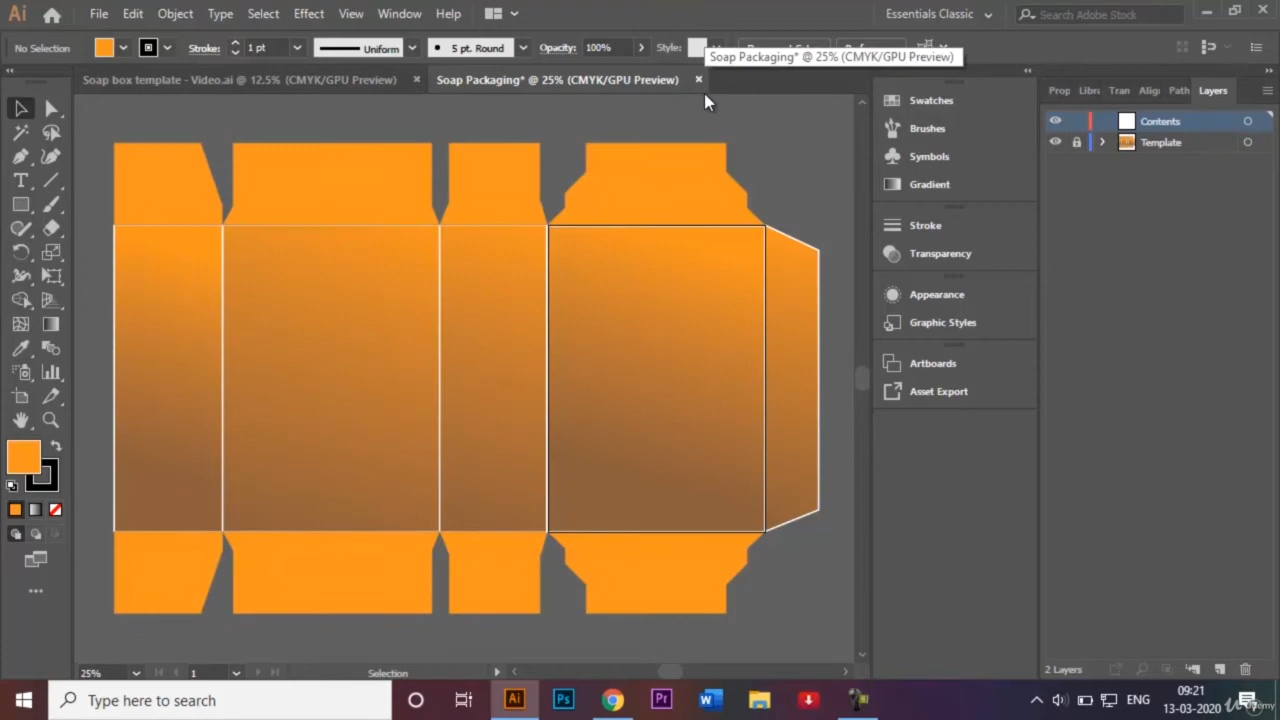 Ai File Edit Object Type Select Effect View Window Help Essentials Classic Search Adobe Stock
No Selection Stroke: 1 pt Uniform 5 pt. Round Opacity: 100% Style:
Soap Packaging* @ 25% (CMYK/GPU Preview)
Soap box template - Video.ai @ 12.5% (CMYK/GPU Preview) × Soap Packaging* @ 25% (CMYK/GPU Preview) ×
Prop Libra Tran Align Path Layers
Swatches
Brushes
Symbols
Gradient
Stroke
Transparency
Appearance
Graphic Styles
Artboards
Asset Export
Contents
Template
25% 1 Selection
2 Layers
Type here to search
Ai Ps Pr W
ENG
09:21
13-03-2020
Udemy